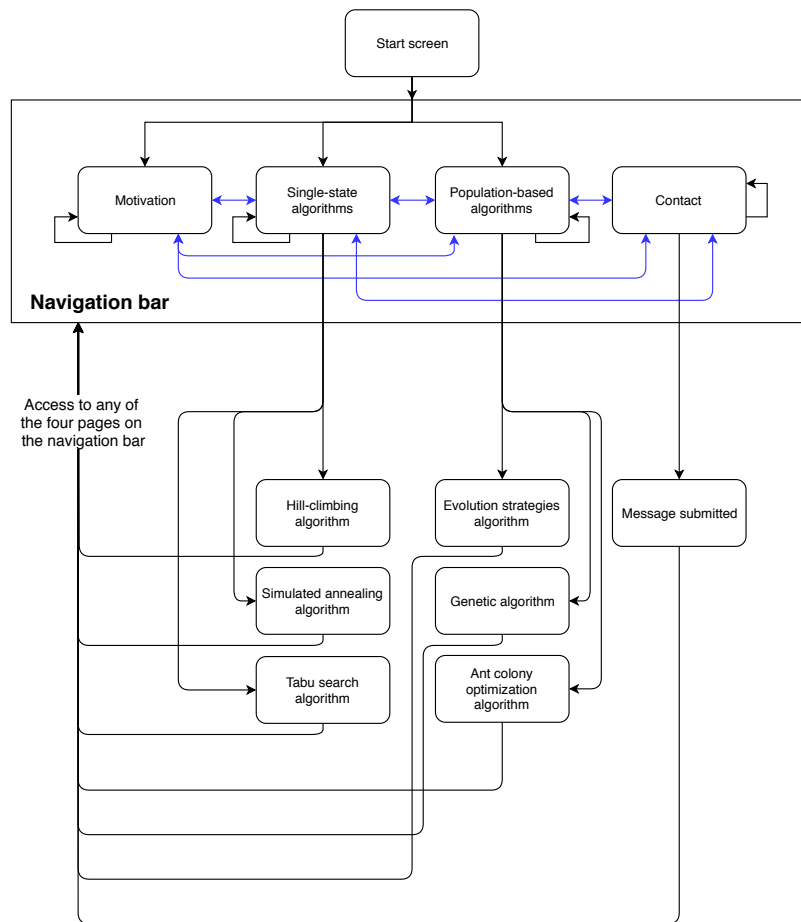 Start screen
Motivation
Single-state
algorithms
Population-based
algorithms
Contact
Navigation bar
Access to any of
the four pages on
the navigation bar
Hill-climbing
algorithm
Evolution strategies
algorithm
Message submitted
Simulated annealing
algorithm
Genetic algorithm
Tabu search
algorithm
Ant colony
optimization
algorithm